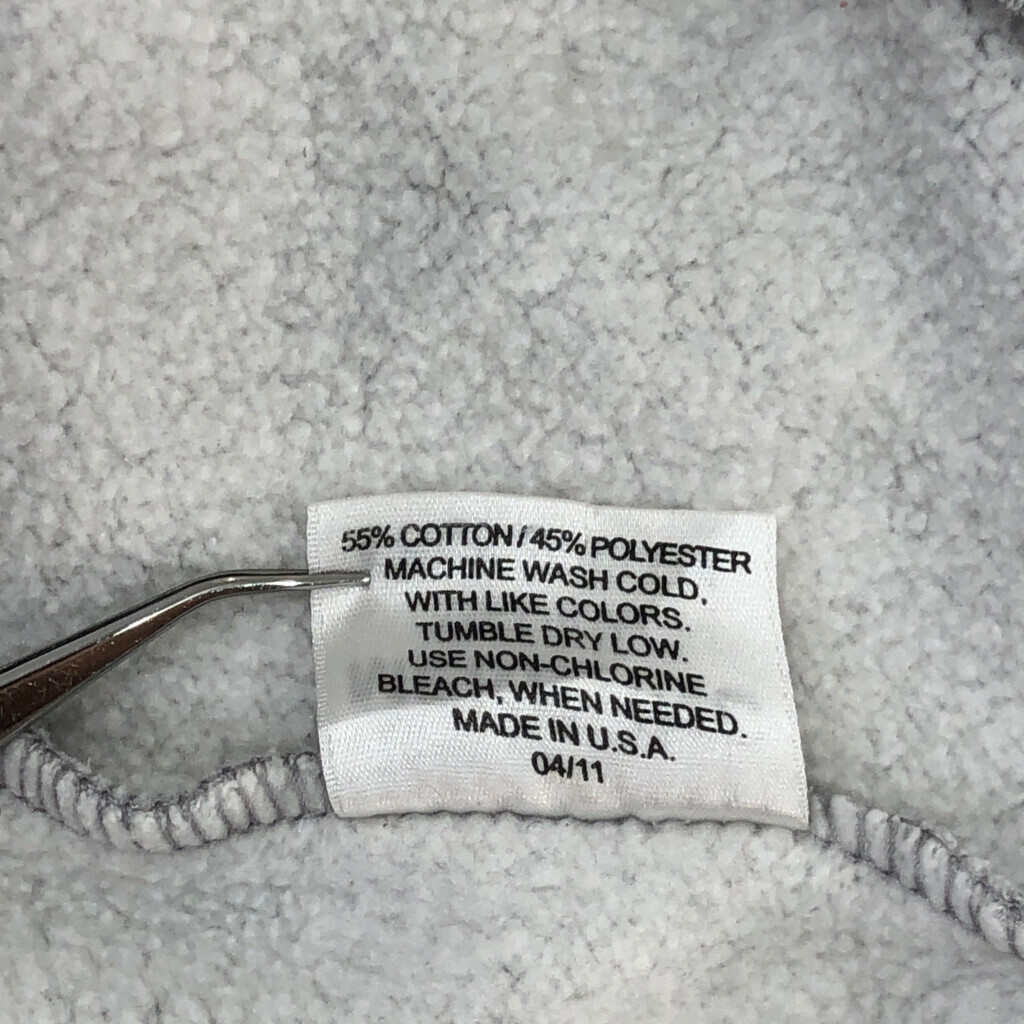 55% COTTON / 45% POLYESTER
MACHINE WASH COLD,
WITH LIKE COLORS.
TUMBLE DRY LOW.
USE NON-CHLORINE
BLEACH, WHEN NEEDED.
MADE IN U.S.A.
04/11